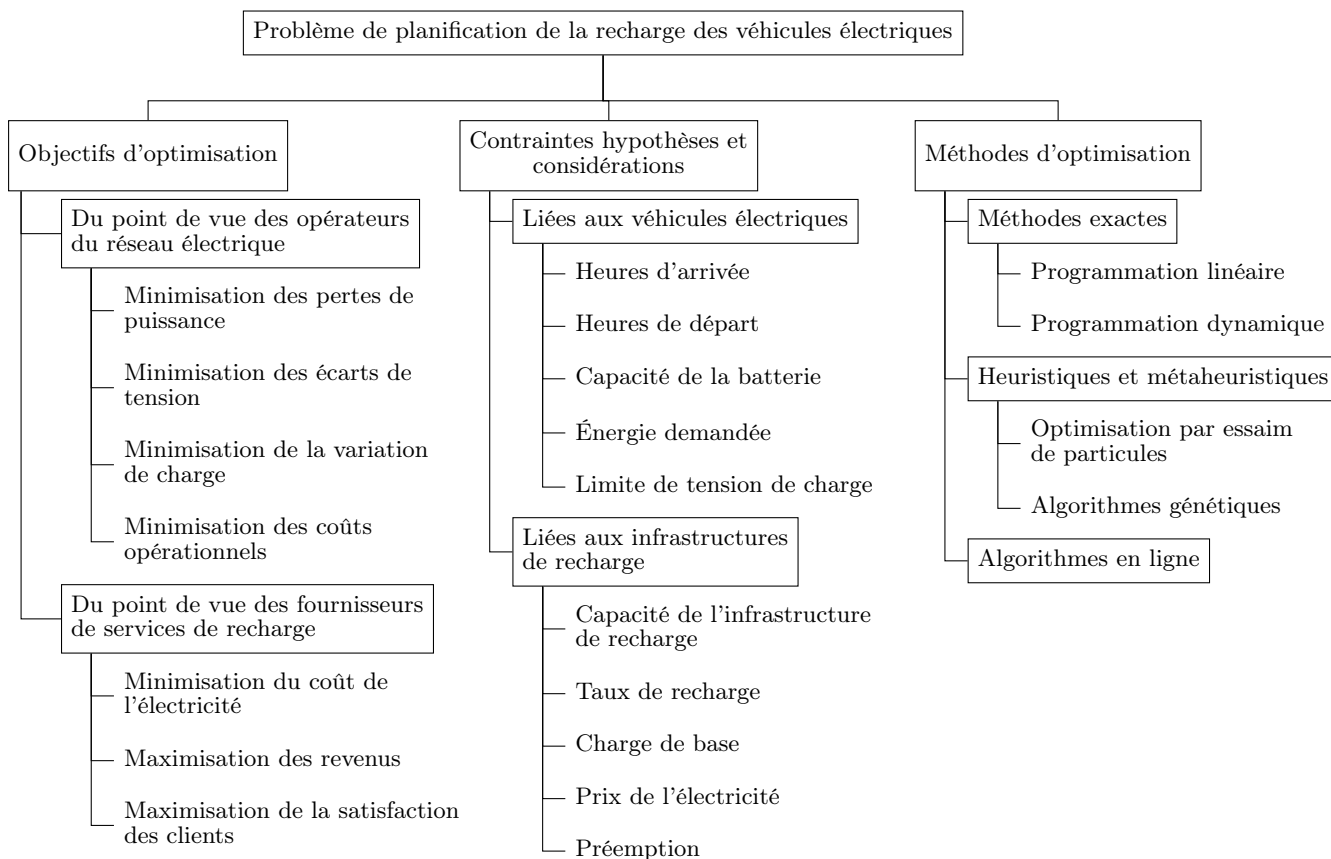 Problème de planification de la recharge des véhicules électriques
Objectifs d'optimisation
Du point de vue des opérateurs
du réseau électrique
Minimisation des pertes de
puissance
Minimisation des écarts de
tension
Minimisation de la variation
de charge
Minimisation des coûts
opérationnels
Du point de vue des fournisseurs
de services de recharge
Minimisation du coût de
l'électricité
Maximisation des revenus
Maximisation de la satisfaction
des clients
Contraintes hypothèses et
considérations
Liées aux véhicules électriques
Heures d'arrivée
Heures de départ
Capacité de la batterie
Énergie demandée
Limite de tension de charge
Liées aux infrastructures
de recharge
Capacité de l'infrastructure
de recharge
Taux de recharge
Charge de base
Prix de l'électricité
Préemption
Méthodes d'optimisation
Méthodes exactes
Programmation linéaire
Programmation dynamique
Heuristiques et métaheuristiques
Optimisation par essaim
de particules
Algorithmes génétiques
Algorithmes en ligne